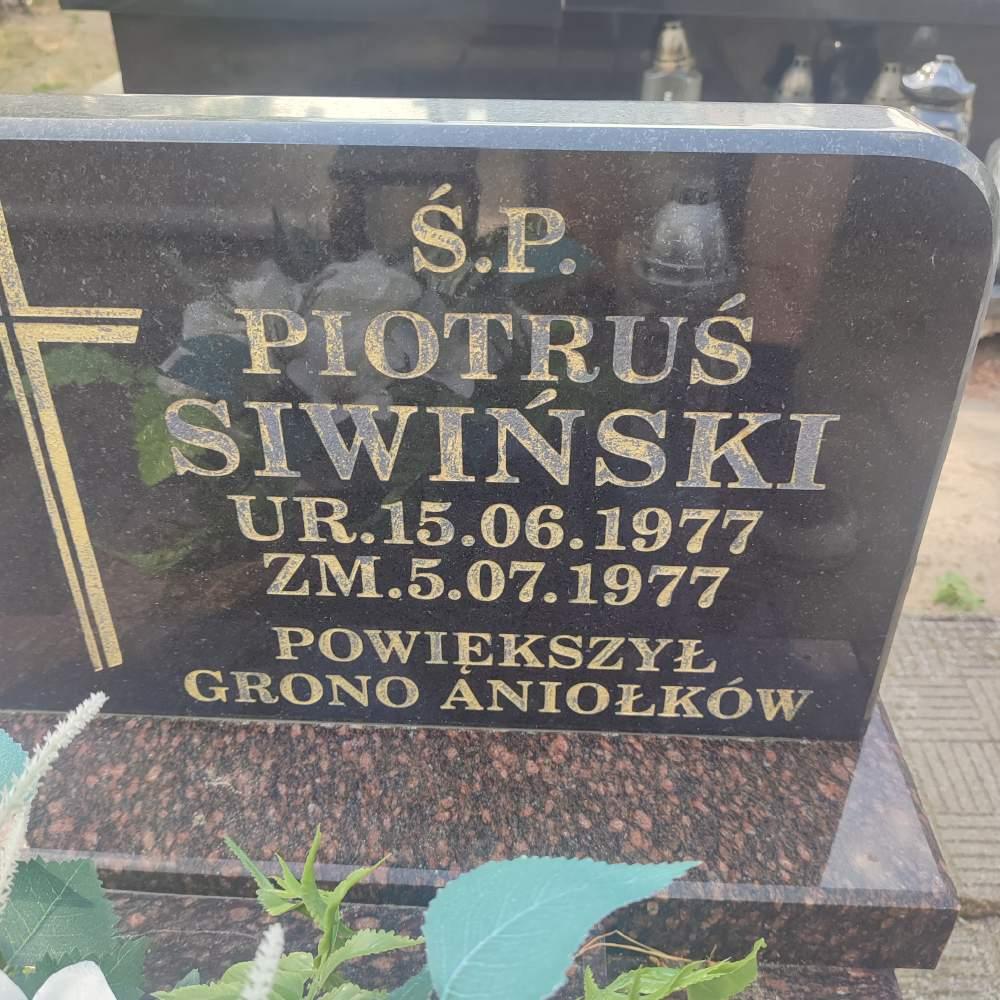 Ś.P.
PIOTRUŚ
SIWIŃSKI
UR.15.06.1977
ZM.5.07.1977
POWIĘKSZYŁ
GRONO ANIOŁKÓW